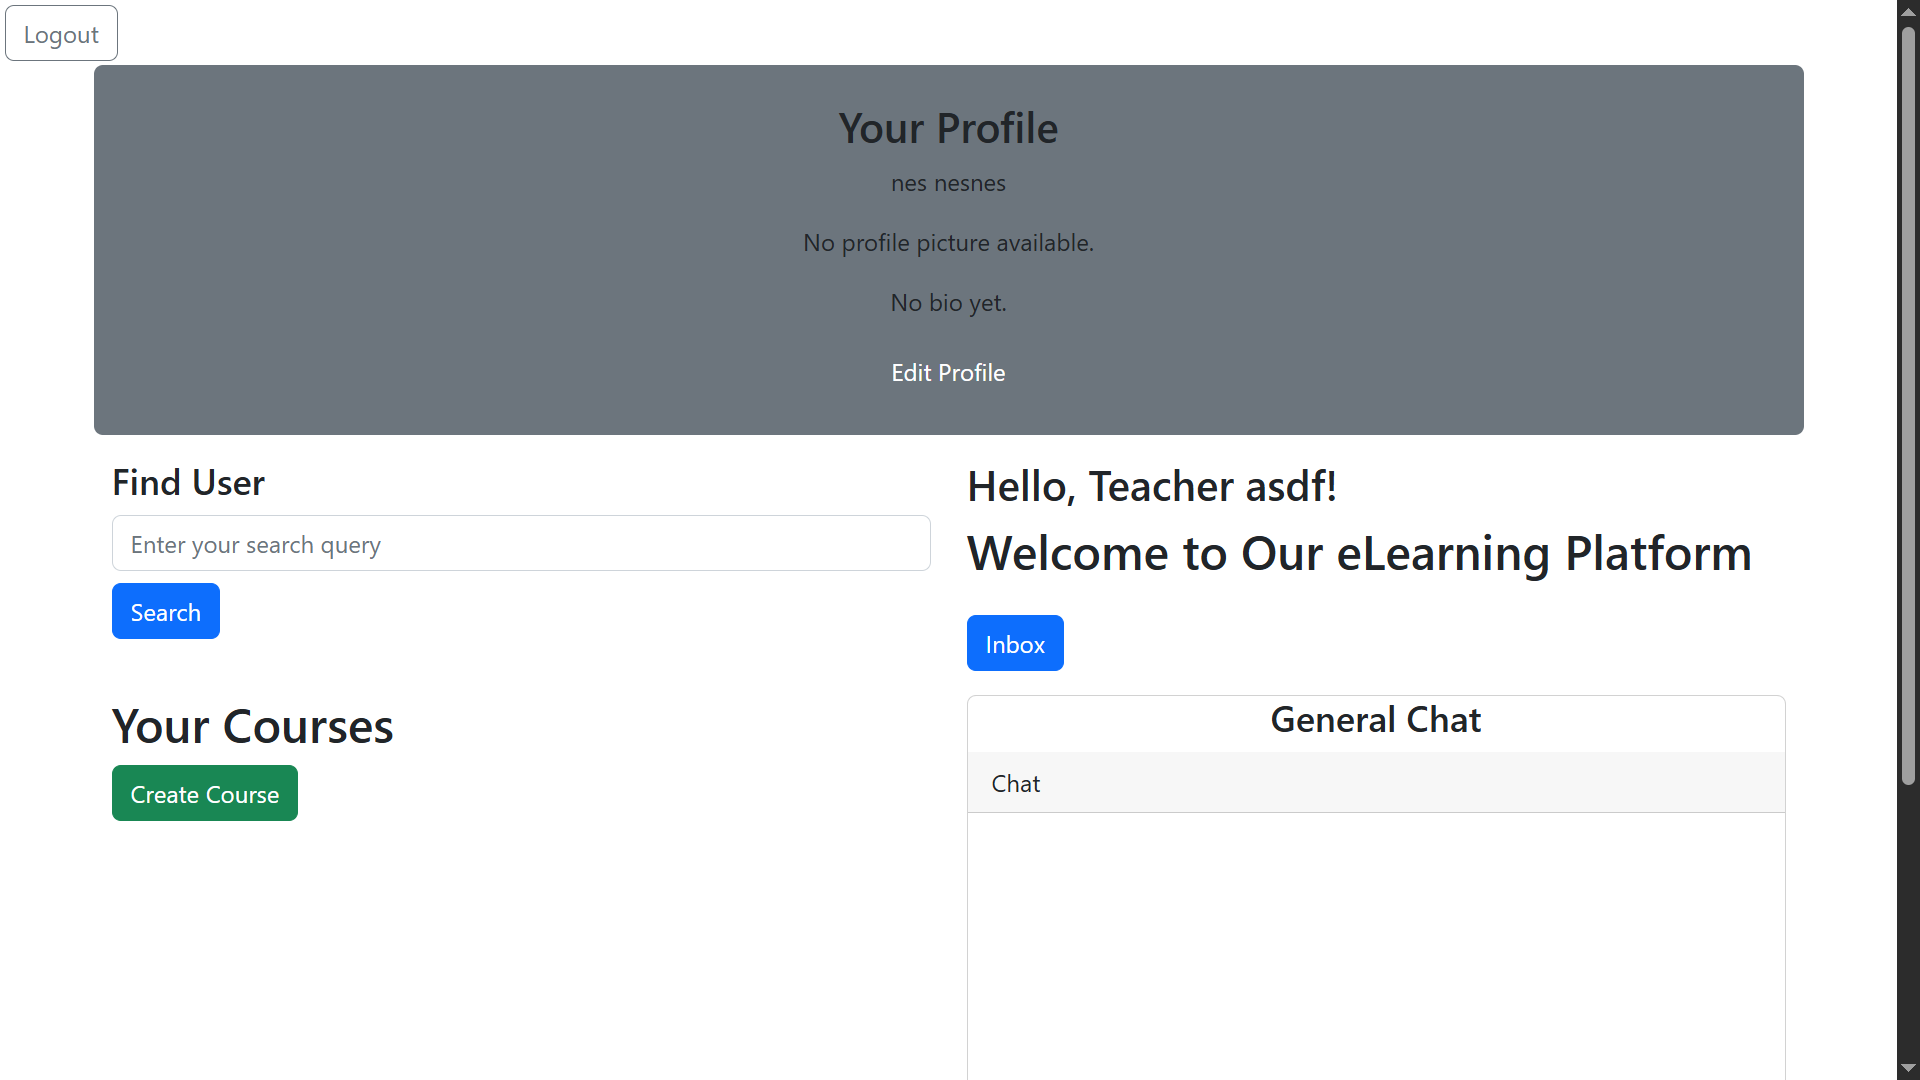 Logout
Your Profile
nes nesnes
No profile picture available.
No bio yet.
Edit Profile
Find User
Enter your search query
Search
Your Courses
Create Course
Hello, Teacher asdf!
Welcome to Our eLearning Platform
Inbox
General Chat
Chat